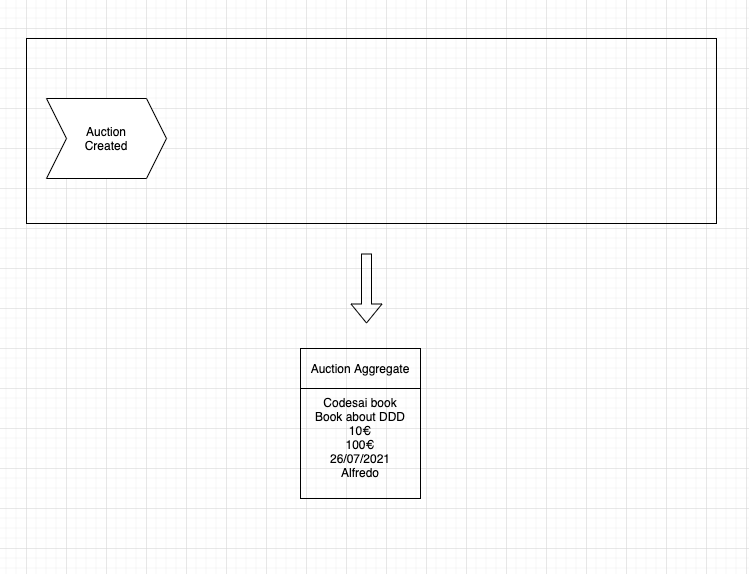 Auction
Created
Auction Aggregate
Codesai book
Book about DDD
10€
100€
26/07/2021
Alfredo